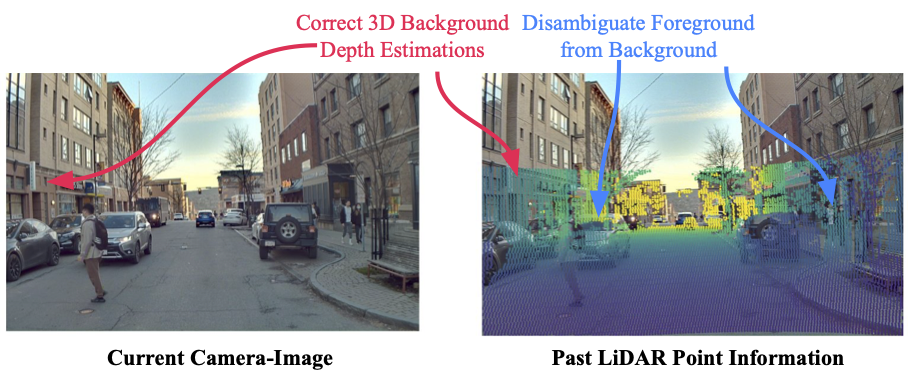 Correct 3D Background
Depth Estimations
Disambiguate Foreground
from Background
Current Camera-Image
Past LiDAR Point Information